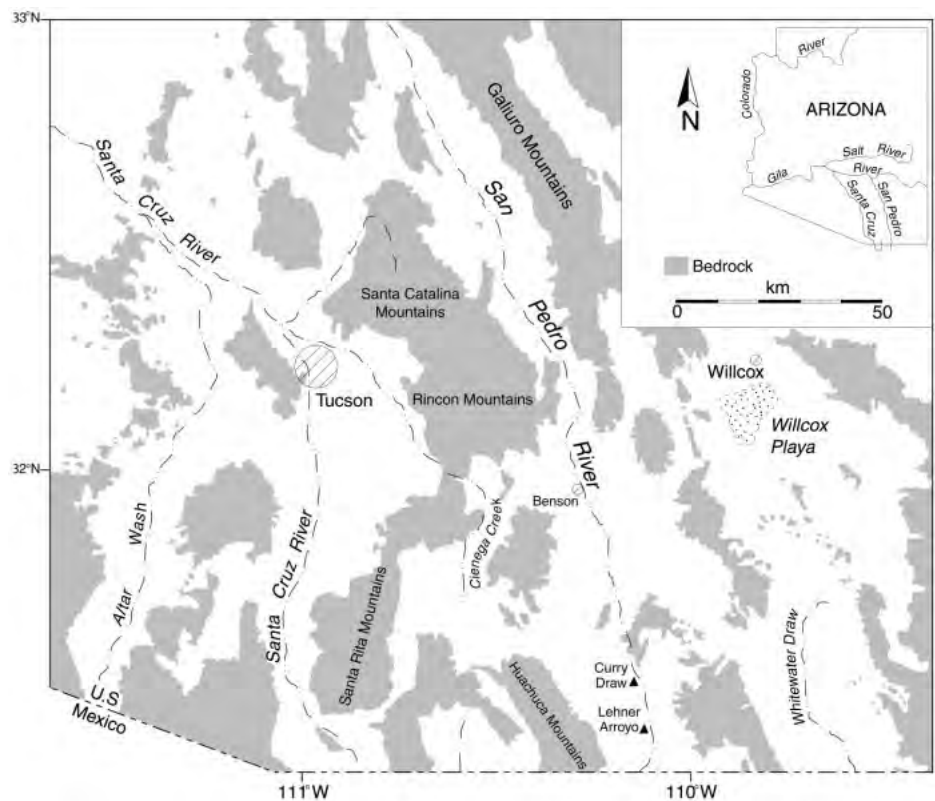 33°N
32°N
111°W
110°W
Santa
Cruz
River
San
Pedro
River
Galiuro Mountains
Santa Catalina
Mountains
Rincon Mountains
Tucson
Willcox
Willcox
Playa
Benson
Cienega Creek
Altar Wash
Santa Cruz River
Santa Rita Mountains
Huachuca Mountains
Curry
Draw
Lehner
Arroyo
Whitewater Draw
U.S
Mexico
N
ARIZONA
Colorado
River
Salt River
Gila River
Santa Cruz
San Pedro
Bedrock
km
0 50